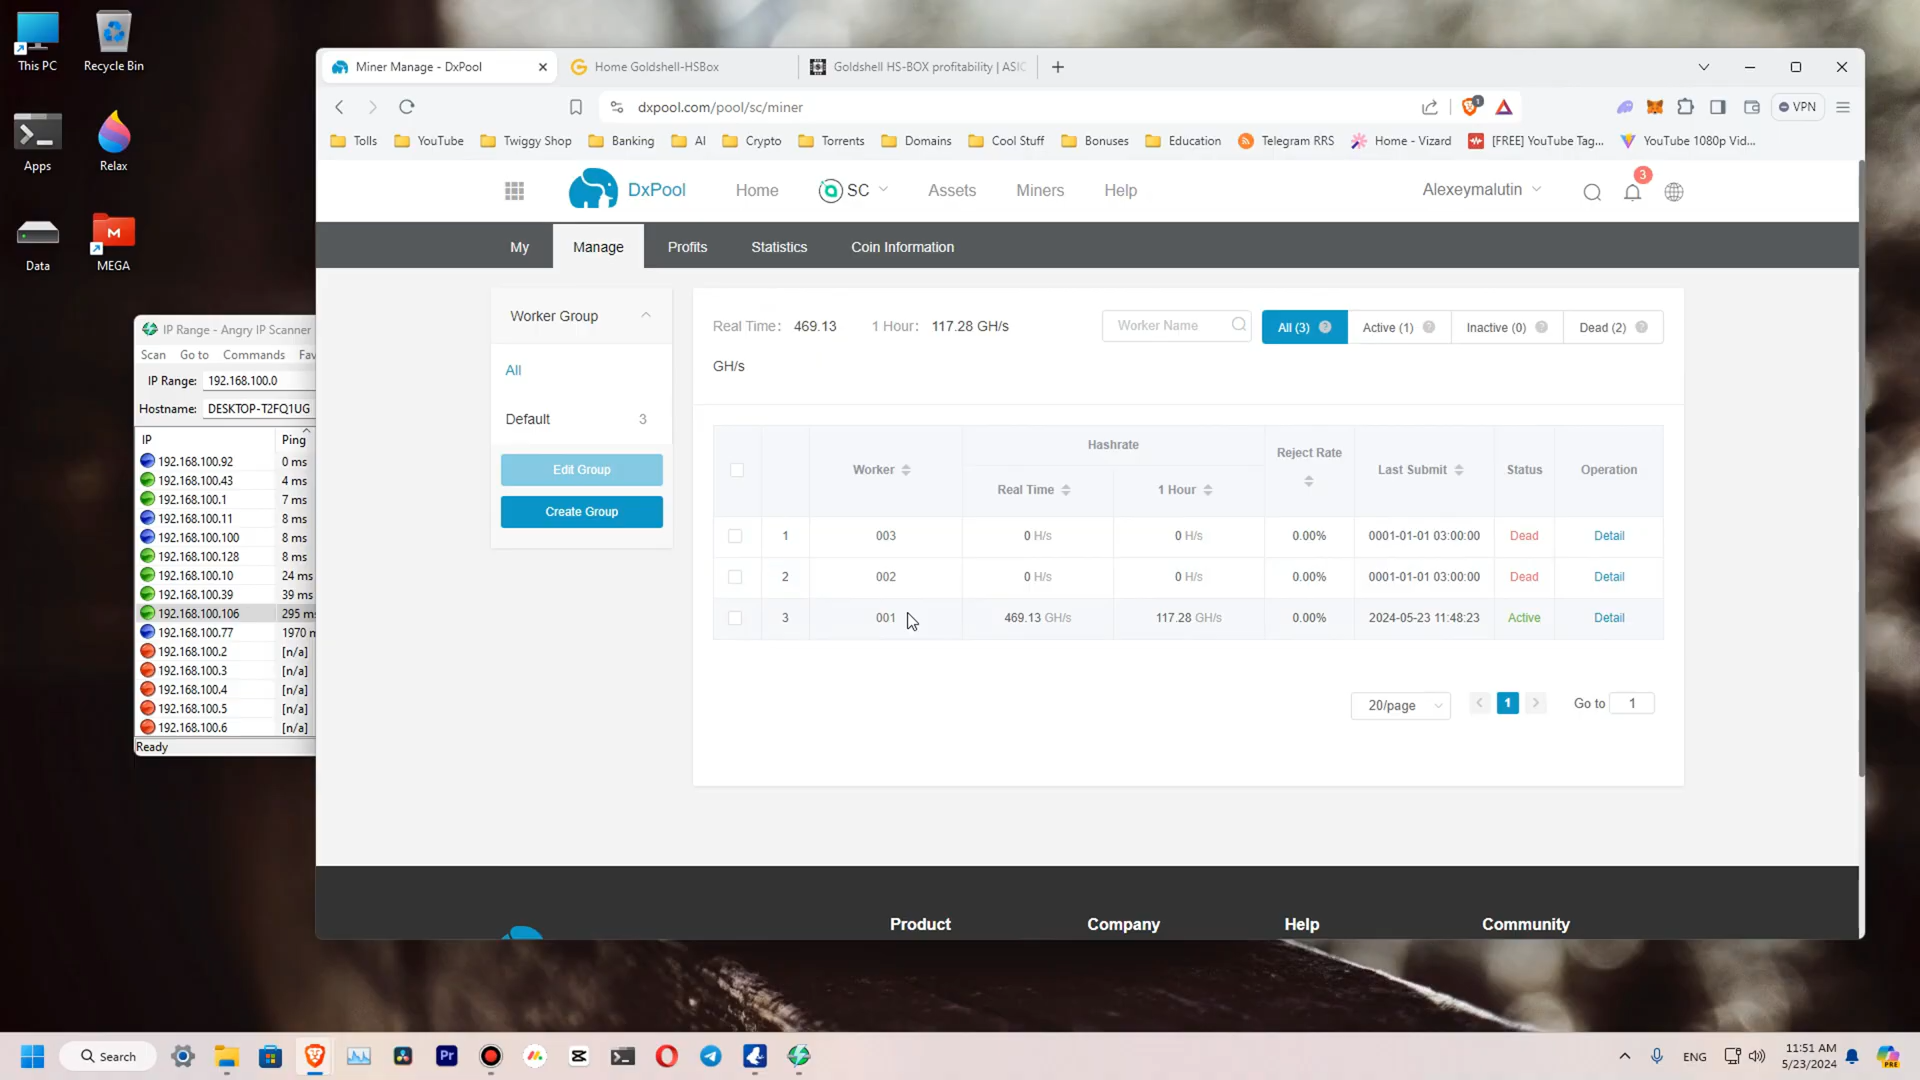 This PC
Recycle Bin
Apps
Relax
Data
M
MEGA
Miner Manage - DxPool
Home Goldshell-HSBox
Goldshell HS-BOX profitability | ASIC
dxpool.com/pool/sc/miner
1
VPN
Tolls
YouTube
Twiggy Shop
Banking
AI
Crypto
Torrents
Domains
Cool Stuff
Bonuses
Education
Telegram RRS
Home - Vizard
[FREE] YouTube Tag...
YouTube 1080p Vid...
DxPool
Home
SC
Assets
Miners
Help
Alexeymalutin
3
My
Manage
Profits
Statistics
Coin Information
Worker Group
All
Default 3
Edit Group
Create Group
Real Time: 469.13
GH/s
1 Hour: 117.28 GH/s
Worker Name
All (3) ?
Active (1) ?
Inactive (0) ?
Dead (2) ?
Worker
Hashrate
Real Time
1 Hour
Reject Rate
Last Submit
Status
Operation
1 003 0 H/s 0 H/s 0.00% 0001-01-01 03:00:00 Dead Detail
2 002 0 H/s 0 H/s 0.00% 0001-01-01 03:00:00 Dead Detail
3 001 469.13 GH/s 117.28 GH/s 0.00% 2024-05-23 11:48:23 Active Detail
20/page
1
Go to 1
Product
Company
Help
Community
IP Range - Angry IP Scanner
Scan Go to Commands Fav
IP Range: 192.168.100.0
Hostname: DESKTOP-T2FQ1UG
IP Ping
192.168.100.92 0 ms
192.168.100.43 4 ms
192.168.100.1 7 ms
192.168.100.11 8 ms
192.168.100.100 8 ms
192.168.100.128 8 ms
192.168.100.10 24 ms
192.168.100.39 39 ms
192.168.100.106 295 ms
192.168.100.77 1970 m
192.168.100.2 [n/a]
192.168.100.3 [n/a]
192.168.100.4 [n/a]
192.168.100.5 [n/a]
192.168.100.6 [n/a]
Ready
Search
Pr
ENG
11:51 AM
5/23/2024
PRE